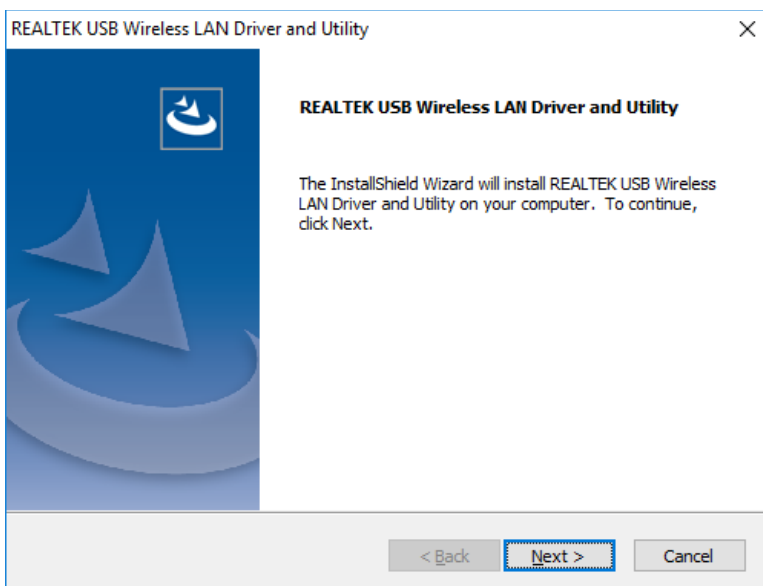 REALTEK USB Wireless LAN Driver and Utility
REALTEK USB Wireless LAN Driver and Utility
The InstallShield Wizard will install REALTEK USB Wireless
LAN Driver and Utility on your computer.  To continue,
click Next.
< Back
Next >
Cancel